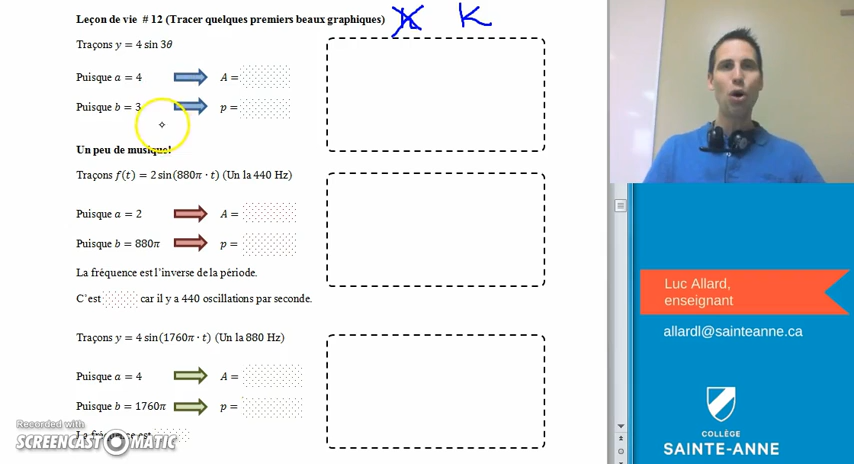 Leçon de vie # 12 (Tracer quelques premiers beaux graphiques)
k
Traçons y = 4 sin 3θ
Puisque a = 4 A =
Puisque b = 3 p =
Un peu de musique!
Traçons f(t) = 2 sin(880π · t) (Un la 440 Hz)
Puisque a = 2 A =
Puisque b = 880π p =
La fréquence est l'inverse de la période.
C'est car il y a 440 oscillations par seconde.
Traçons y = 4 sin(1760π · t) (Un la 880 Hz)
Puisque a = 4 A =
Puisque b = 1760π p =
La fréquence est
Recorded with
SCREENCAST MATIC
Luc Allard,
enseignant
allardl@sainteanne.ca
COLLÈGE
SAINTE-ANNE